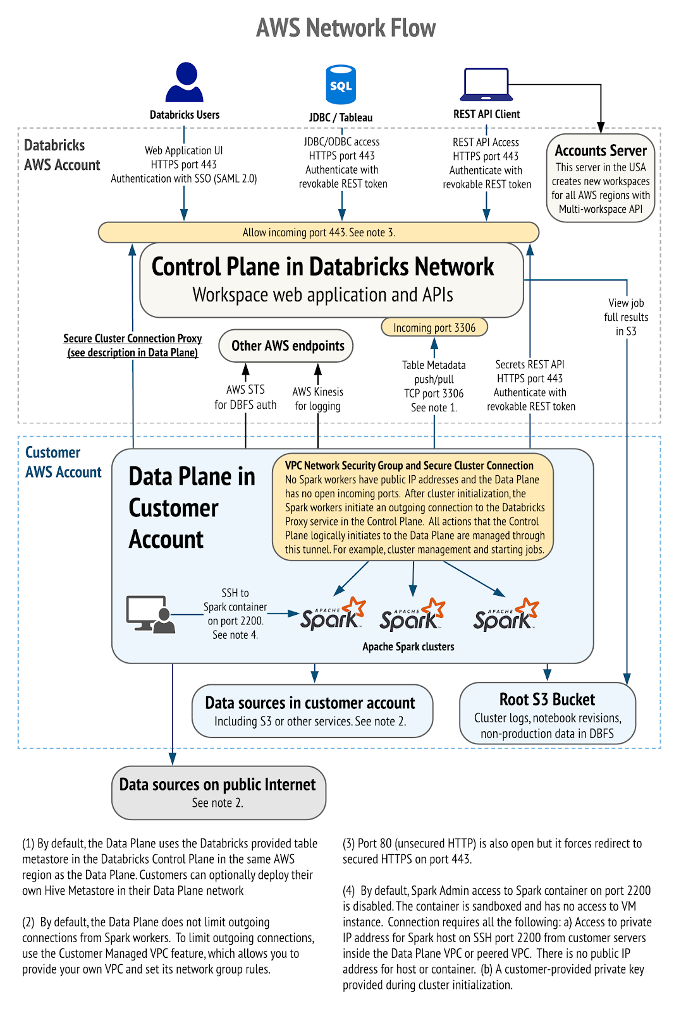 AWS Network Flow
SQL
Databricks Users
JDBC / Tableau
REST API Client
Databricks
AWS Account
Web Application UI
HTTPS port 443
Authentication with SSO (SAML 2.0)
JDBC/ODBC access
HTTPS port 443
Authenticate with
revokable REST token
REST API Access
HTTPS port 443
Authenticate with
revokable REST token
Accounts Server
This server in the USA
creates new workspaces
for all AWS regions with
Multi-workspace API
Allow incoming port 443. See note 3.
Control Plane in Databricks Network
Workspace web application and APIs
View job
full results
in S3
Incoming port 3306
Secure Cluster Connection Proxy
(see description in Data Plane)
Other AWS endpoints
AWS STS
for DBFS auth
AWS Kinesis
for logging
Table Metadata
push/pull
TCP port 3306
See note 1.
Secrets REST API
HTTPS port 443
Authenticate with
revokable REST token
Customer
AWS Account
Data Plane in
Customer
Account
VPC Network Security Group and Secure Cluster Connection
No Spark workers have public IP addresses and the Data Plane
has no open incoming ports. After cluster initialization, the
Spark workers initiate an outgoing connection to the Databricks
Proxy service in the Control Plane. All actions that the Control
Plane logically initiates to the Data Plane are managed through
this tunnel. For example, cluster management and starting jobs.
SSH to
Spark container
on port 2200.
See note 4.
APACHE
Spark
APACHE
Spark
APACHE
Spark
Apache Spark clusters
Data sources in customer account
Including S3 or other services. See note 2.
Root S3 Bucket
Cluster logs, notebook revisions,
non-production data in DBFS
Data sources on public Internet
See note 2.
(1) By default, the Data Plane uses the Databricks provided table
metastore in the Databricks Control Plane in the same AWS
region as the Data Plane. Customers can optionally deploy their
own Hive Metastore in their Data Plane network
(2) By default, the Data Plane does not limit outgoing
connections from Spark workers. To limit outgoing connections,
use the Customer Managed VPC feature, which allows you to
provide your own VPC and set its network group rules.
(3) Port 80 (unsecured HTTP) is also open but it forces redirect to
secured HTTPS on port 443.
(4) By default, Spark Admin access to Spark container on port 2200
is disabled. The container is sandboxed and has no access to VM
instance. Connection requires all the following: a) Access to private
IP address for Spark host on SSH port 2200 from customer servers
inside the Data Plane VPC or peered VPC. There is no public IP
address for host or container. (b) A customer-provided private key
provided during cluster initialization.